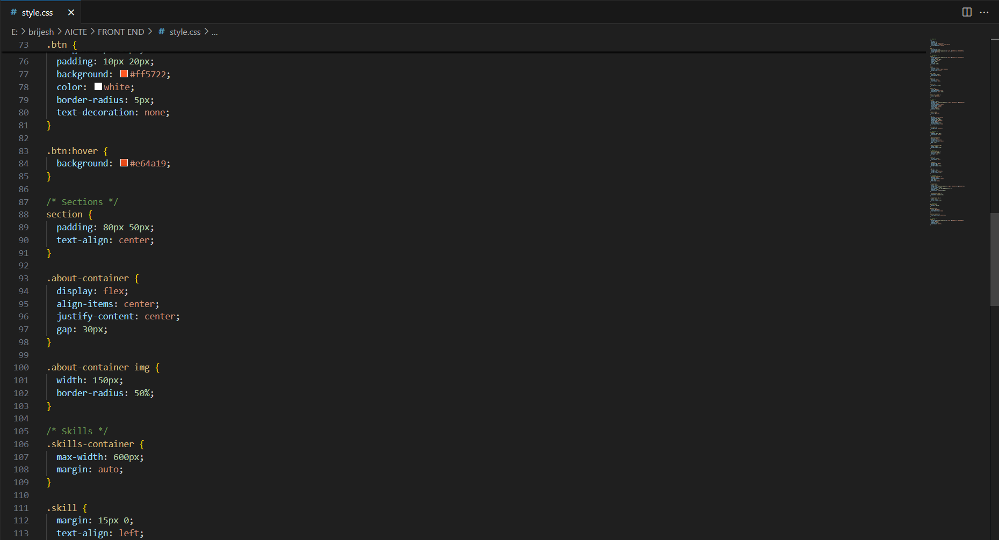 # style.css
E: > brijesh > AICTE > FRONT END > # style.css > ...
73 .btn {
76 padding: 10px 20px;
77 background: #ff5722;
78 color: white;
79 border-radius: 5px;
80 text-decoration: none;
81 }
82
83 .btn:hover {
84 background: #e64a19;
85 }
86
87 /* Sections */
88 section {
89 padding: 80px 50px;
90 text-align: center;
91 }
92
93 .about-container {
94 display: flex;
95 align-items: center;
96 justify-content: center;
97 gap: 30px;
98 }
99
100 .about-container img {
101 width: 150px;
102 border-radius: 50%;
103 }
104
105 /* Skills */
106 .skills-container {
107 max-width: 600px;
108 margin: auto;
109 }
110
111 .skill {
112 margin: 15px 0;
113 text-align: left;